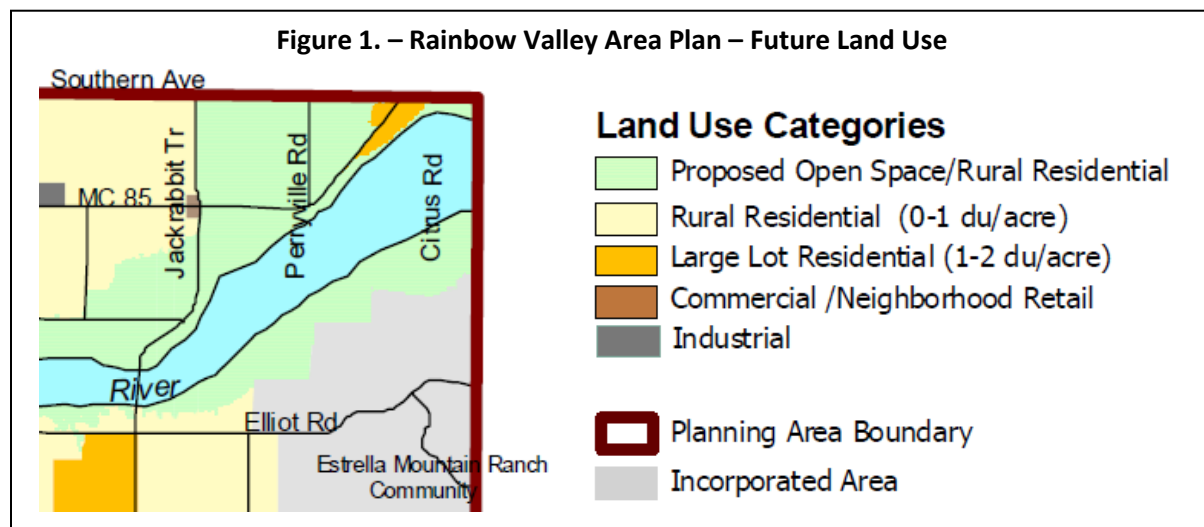 Figure 1. – Rainbow Valley Area Plan – Future Land Use
Southern Ave
Jackrabbit Tr
Perryville Rd
Citrus Rd
MC 85
River
Elliot Rd
Estrella Mountain Ranch
Community
Land Use Categories
Proposed Open Space/Rural Residential
Rural Residential (0-1 du/acre)
Large Lot Residential (1-2 du/acre)
Commercial /Neighborhood Retail
Industrial
Planning Area Boundary
Incorporated Area